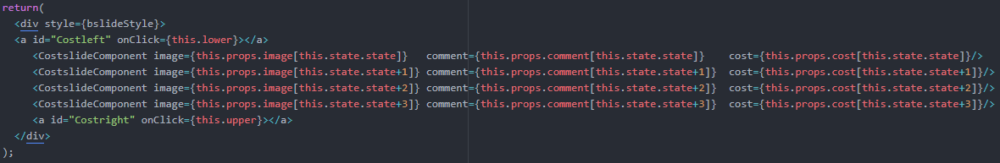 return(
<div style={bslideStyle}>
<a id="Costleft" onClick={this.lower}></a>
<CostslideComponent image={this.props.image[this.state.state]} comment={this.props.comment[this.state.state]} cost={this.props.cost[this.state.state]}/>
<CostslideComponent image={this.props.image[this.state.state+1]} comment={this.props.comment[this.state.state+1]} cost={this.props.cost[this.state.state+1]}/>
<CostslideComponent image={this.props.image[this.state.state+2]} comment={this.props.comment[this.state.state+2]} cost={this.props.cost[this.state.state+2]}/>
<CostslideComponent image={this.props.image[this.state.state+3]} comment={this.props.comment[this.state.state+3]} cost={this.props.cost[this.state.state+3]}/>
<a id="Costright" onClick={this.upper}></a>
</div>
);